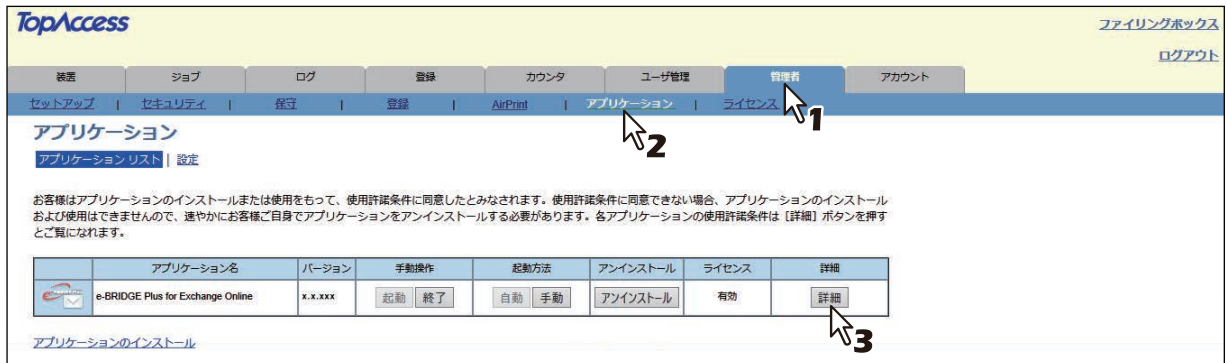 TopAccess
ファイリングボックス
ログアウト
装置 ジョブ ログ 登録 カウンタ ユーザ管理 管理者 アカウント
セットアップ | セキュリティ | 保守 | 登録 | AirPrint | アプリケーション | ライセンス
1
2
アプリケーション
アプリケーションリスト | 設定
お客様はアプリケーションのインストールまたは使用をもって、使用許諾条件に同意したとみなされます。使用許諾条件に同意できない場合、アプリケーションのインストール
および使用はできませんので、速やかにお客様ご自身でアプリケーションをアンインストールする必要があります。各アプリケーションの使用許諾条件は［詳細］ボタンを押す
とご覧になれます。
アプリケーション名 バージョン 手動操作 起動方法 アンインストール ライセンス 詳細
e-BRIDGE Plus for Exchange Online x.x.xxx 起動 終了 自動 手動 アンインストール 有効 詳細
3
アプリケーションのインストール